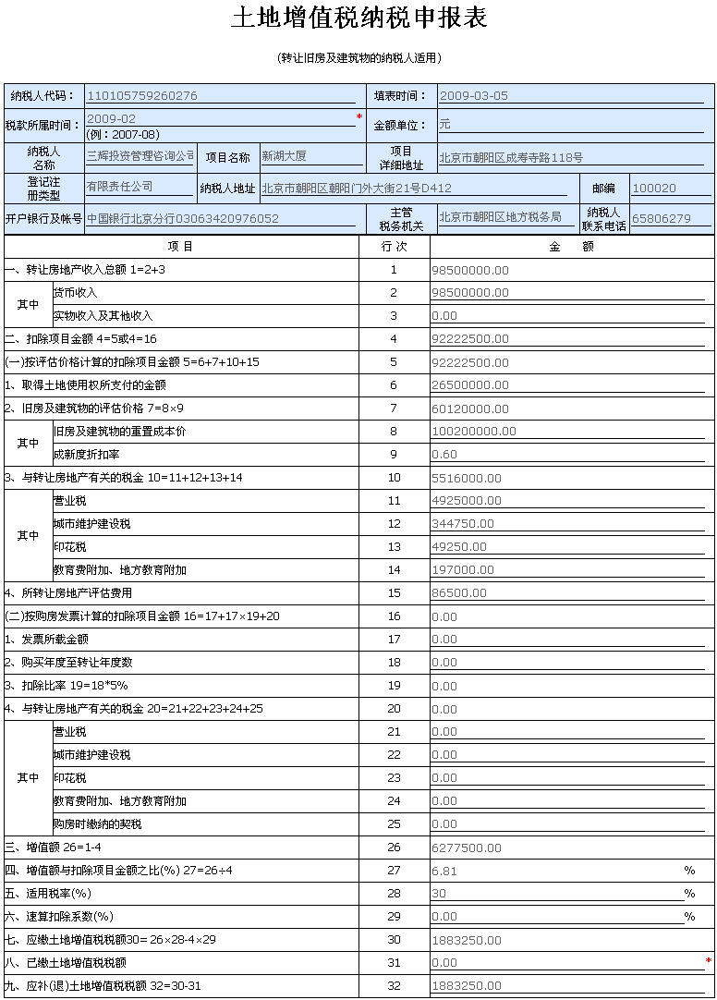 土地增值税纳税申报表
(转让旧房及建筑物的纳税人适用)
纳税人代码： 110105759260276 填表时间： 2009-03-05
税款所属时间： 2009-02 * (例：2007-08) 金额单位： 元
纳税人名称 三辉投资管理咨询公司 项目名称 新湖大厦 项目详细地址 北京市朝阳区成寿寺路118号
登记注册类型 有限责任公司 纳税人地址 北京市朝阳区朝阳门外大街21号D412 邮编 100020
开户银行及帐号 中国银行北京分行03063420976052 主管税务机关 北京市朝阳区地方税务局 纳税人联系电话 65806279
项 目 行 次 金 额
一、转让房地产收入总额 1=2+3 1 98500000.00
其中 货币收入 2 98500000.00
实物收入及其他收入 3 0.00
二、扣除项目金额 4=5或4=16 4 92222500.00
(一)按评估价格计算的扣除项目金额 5=6+7+10+15 5 92222500.00
1、取得土地使用权所支付的金额 6 26500000.00
2、旧房及建筑物的评估价格 7=8×9 7 60120000.00
其中 旧房及建筑物的重置成本价 8 100200000.00
成新度折扣率 9 0.60
3、与转让房地产有关的税金 10=11+12+13+14 10 5516000.00
其中 营业税 11 4925000.00
城市维护建设税 12 344750.00
印花税 13 49250.00
教育费附加、地方教育附加 14 197000.00
4、所转让房地产评估费用 15 86500.00
(二)按购房发票计算的扣除项目金额 16=17+17×19+20 16 0.00
1、发票所载金额 17 0.00
2、购买年度至转让年度数 18 0.00
3、扣除比率 19=18*5% 19 0.00
4、与转让房地产有关的税金 20=21+22+23+24+25 20 0.00
其中 营业税 21 0.00
城市维护建设税 22 0.00
印花税 23 0.00
教育费附加、地方教育附加 24 0.00
购房时缴纳的契税 25 0.00
三、增值额 26=1-4 26 6277500.00
四、增值额与扣除项目金额之比(%) 27=26÷4 27 6.81 %
五、适用税率(%) 28 30 %
六、速算扣除系数(%) 29 0.00 %
七、应缴土地增值税税额30= 26×28-4×29 30 1883250.00
八、已缴土地增值税税额 31 0.00 *
九、应补(退)土地增值税税额 32=30-31 32 1883250.00